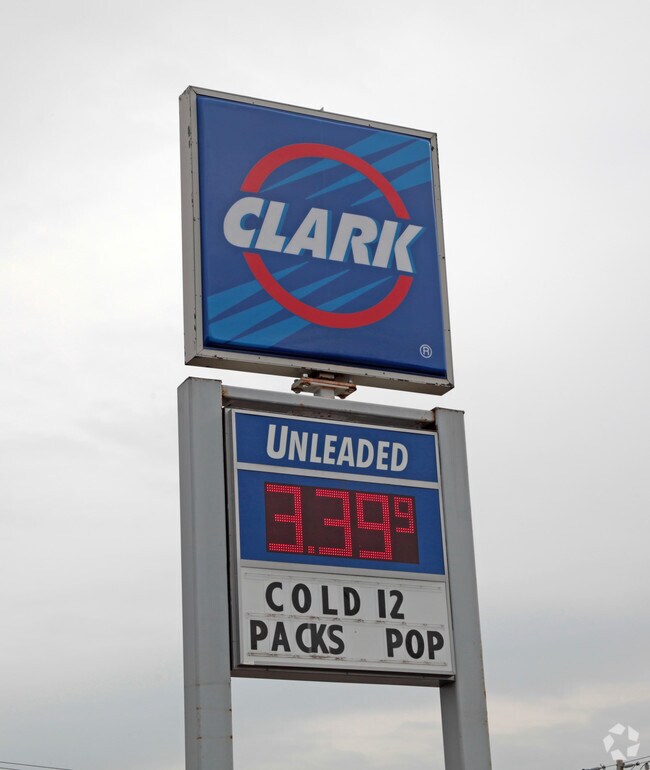 CLARK
®
UNLEADED
3.39 9
COLD 12
PACKS POP